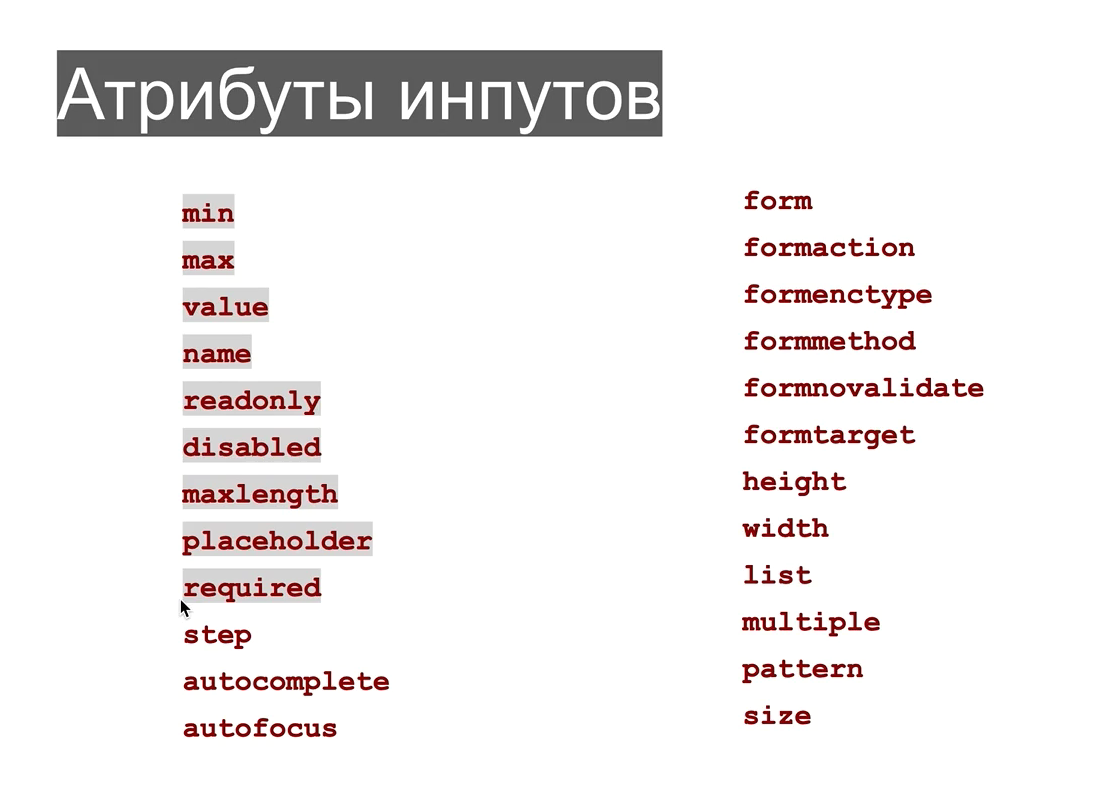 Атрибуты инпутов
min
max
value
name
readonly
disabled
maxlength
placeholder
required
step
autocomplete
autofocus
form
formaction
formenctype
formmethod
formnovalidate
formtarget
height
width
list
multiple
pattern
size